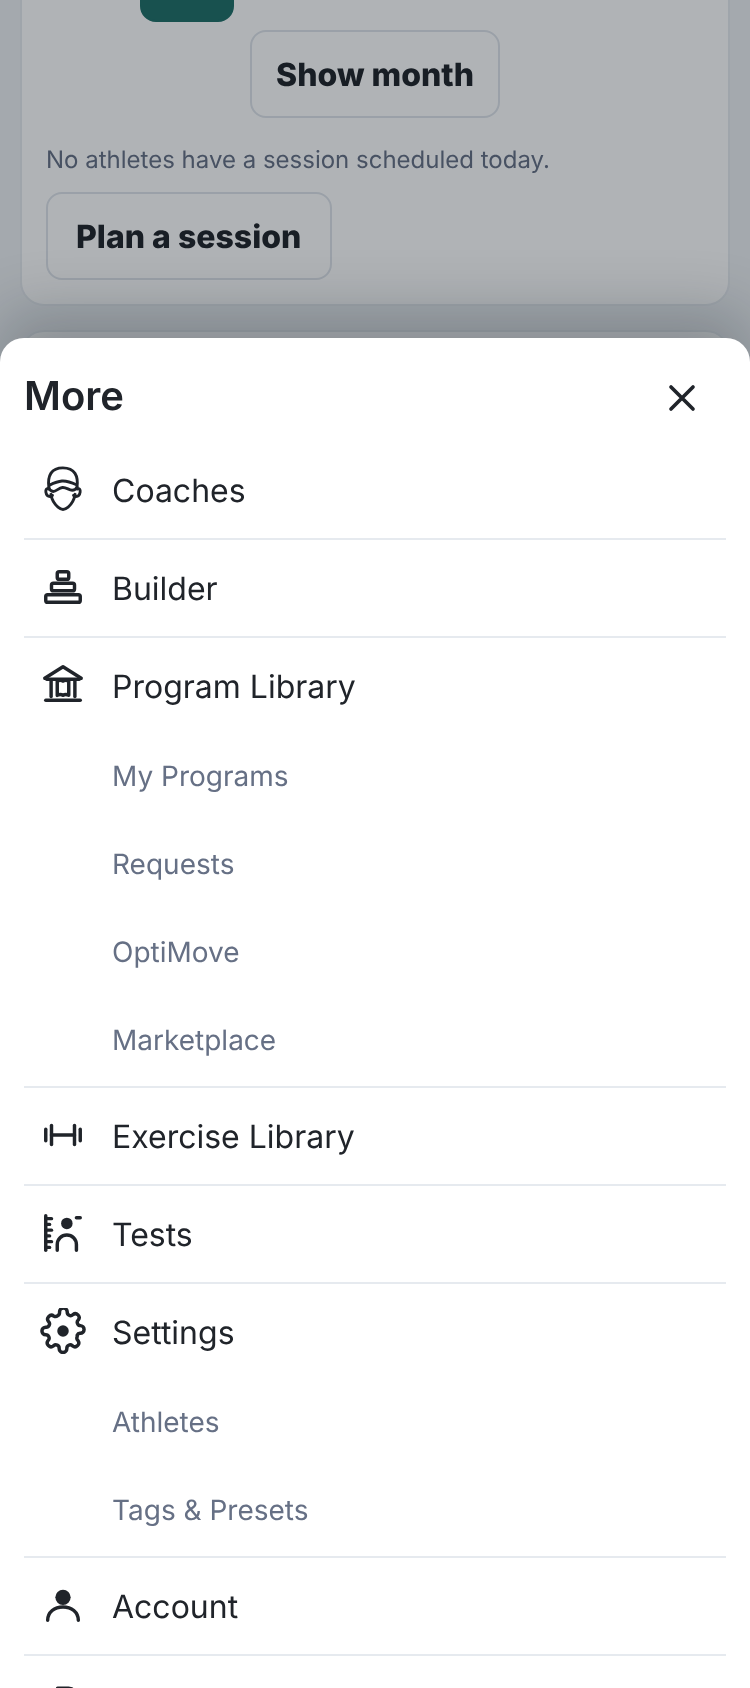 Show month
No athletes have a session scheduled today.
Plan a session
More
Coaches
Builder
Program Library
My Programs
Requests
OptiMove
Marketplace
Exercise Library
Tests
Settings
Athletes
Tags & Presets
Account